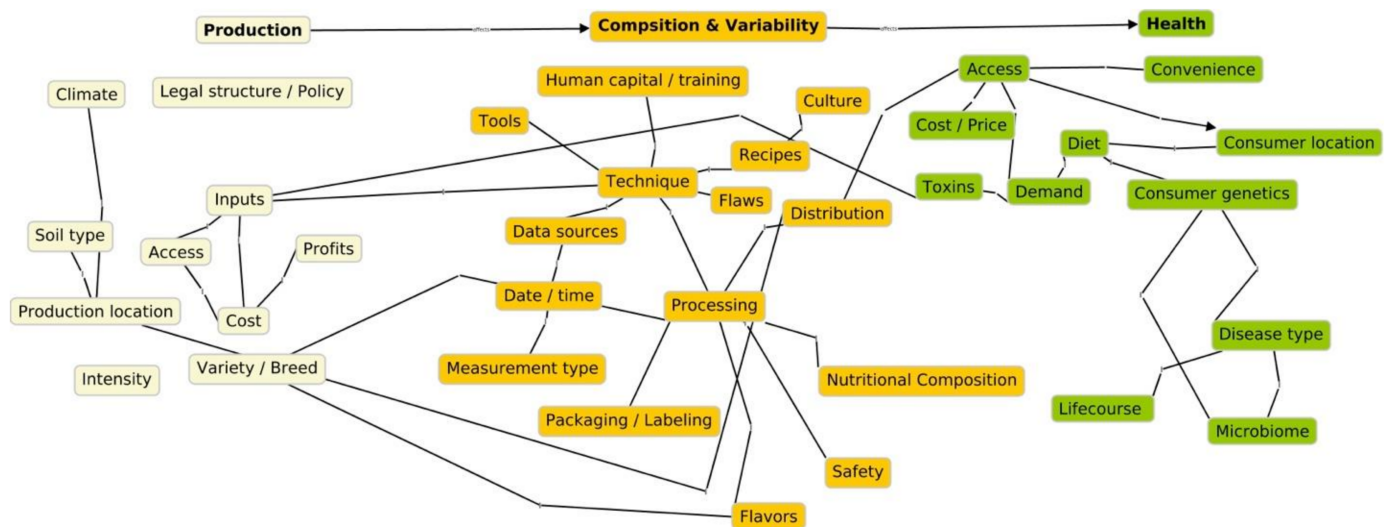 Production
affects
Compsition & Variability
affects
Health
Climate
Legal structure / Policy
Human capital / training
Access
Convenience
Tools
Culture
Cost / Price
Diet
Consumer location
Recipes
Technique
Toxins
Demand
Consumer genetics
Inputs
Flaws
Distribution
Soil type
Access
Profits
Data sources
Date / time
Processing
Production location
Cost
Disease type
Variety / Breed
Measurement type
Intensity
Nutritional Composition
Packaging / Labeling
Lifecourse
Microbiome
Safety
Flavors